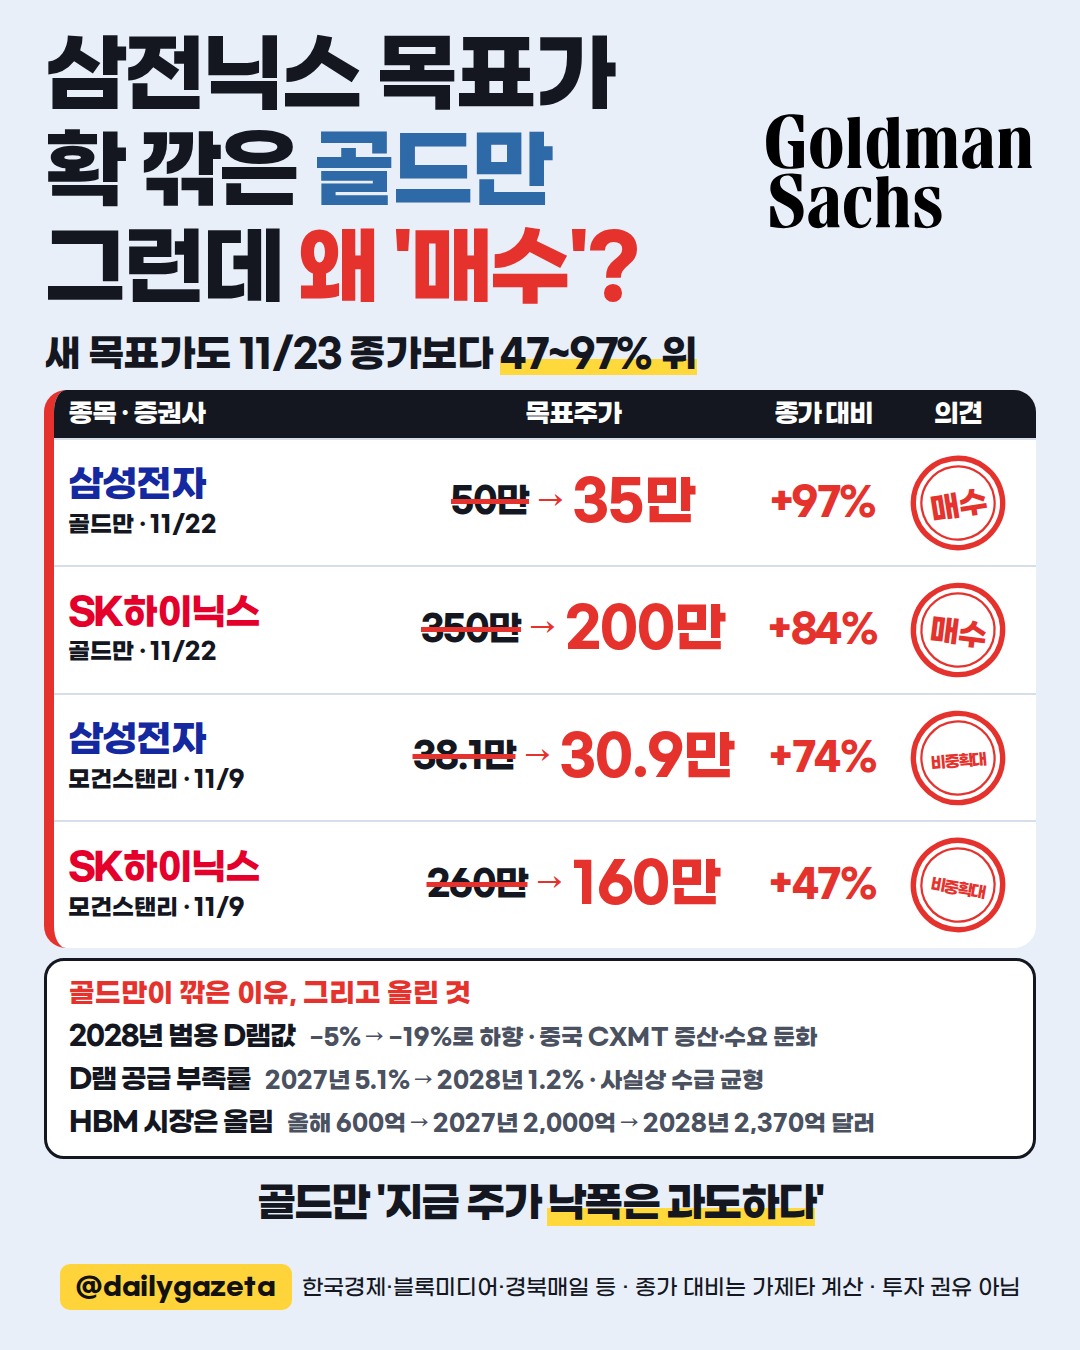 삼전닉스 목표가
확 깎은 골드만
그런데 왜 '매수'?
Goldman
Sachs
새 목표가도 11/23 종가보다 47~97% 위
종목·증권사 목표주가 종가 대비 의견
삼성전자
골드만·11/22
50만→35만 +97% 매수
SK하이닉스
골드만·11/22
350만→200만 +84% 매수
삼성전자
모건스탠리·11/9
38.1만→30.9만 +74% 비중확대
SK하이닉스
모건스탠리·11/9
260만→160만 +47% 비중확대
골드만이 깎은 이유, 그리고 올린 것
2028년 범용 D램값 -5%→-19%로 하향·중국 CXMT 증산·수요 둔화
D램 공급 부족률 2027년 5.1%→2028년 1.2%·사실상 수급 균형
HBM 시장은 올림 올해 600억→2027년 2,000억→2028년 2,370억 달러
골드만 '지금 주가 낙폭은 과도하다'
@dailygazeta 한국경제·블록미디어·경북매일 등 · 종가 대비는 가제타 계산 · 투자 권유 아님